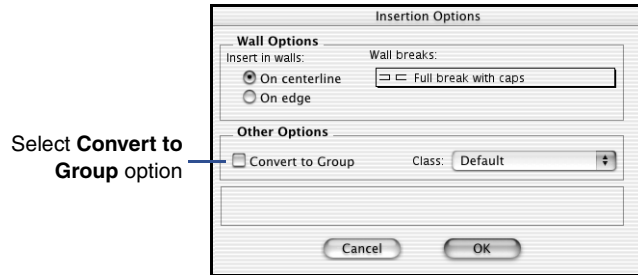 Insertion Options
Wall Options
Insert in walls:
Wall breaks:
On centerline
Full break with caps
On edge
Other Options
Select Convert to
Group option
Convert to Group
Class:
Default
Cancel
OK